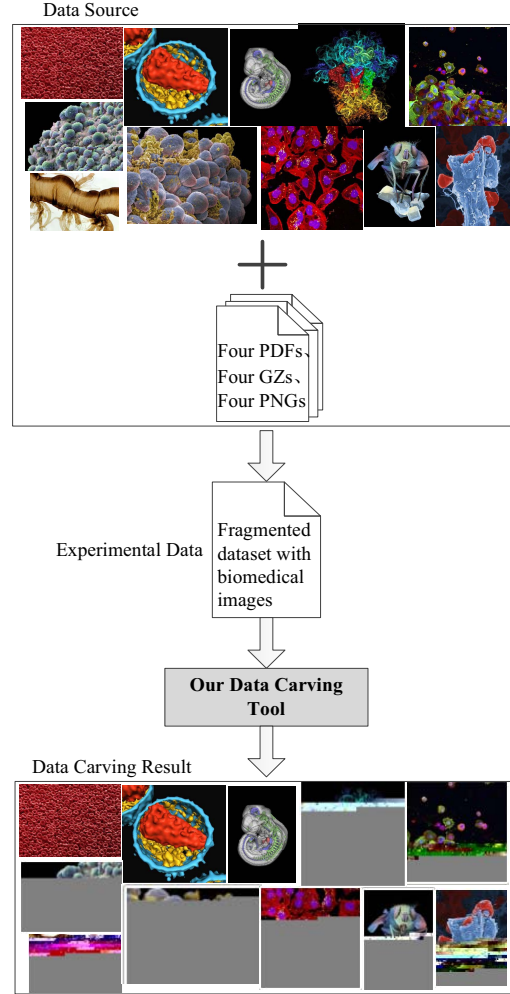 Data Source
Four PDFs、
Four GZs、
Four PNGs
Experimental Data
Fragmented
dataset with
biomedical
images
Our Data Carving
Tool
Data Carving Result